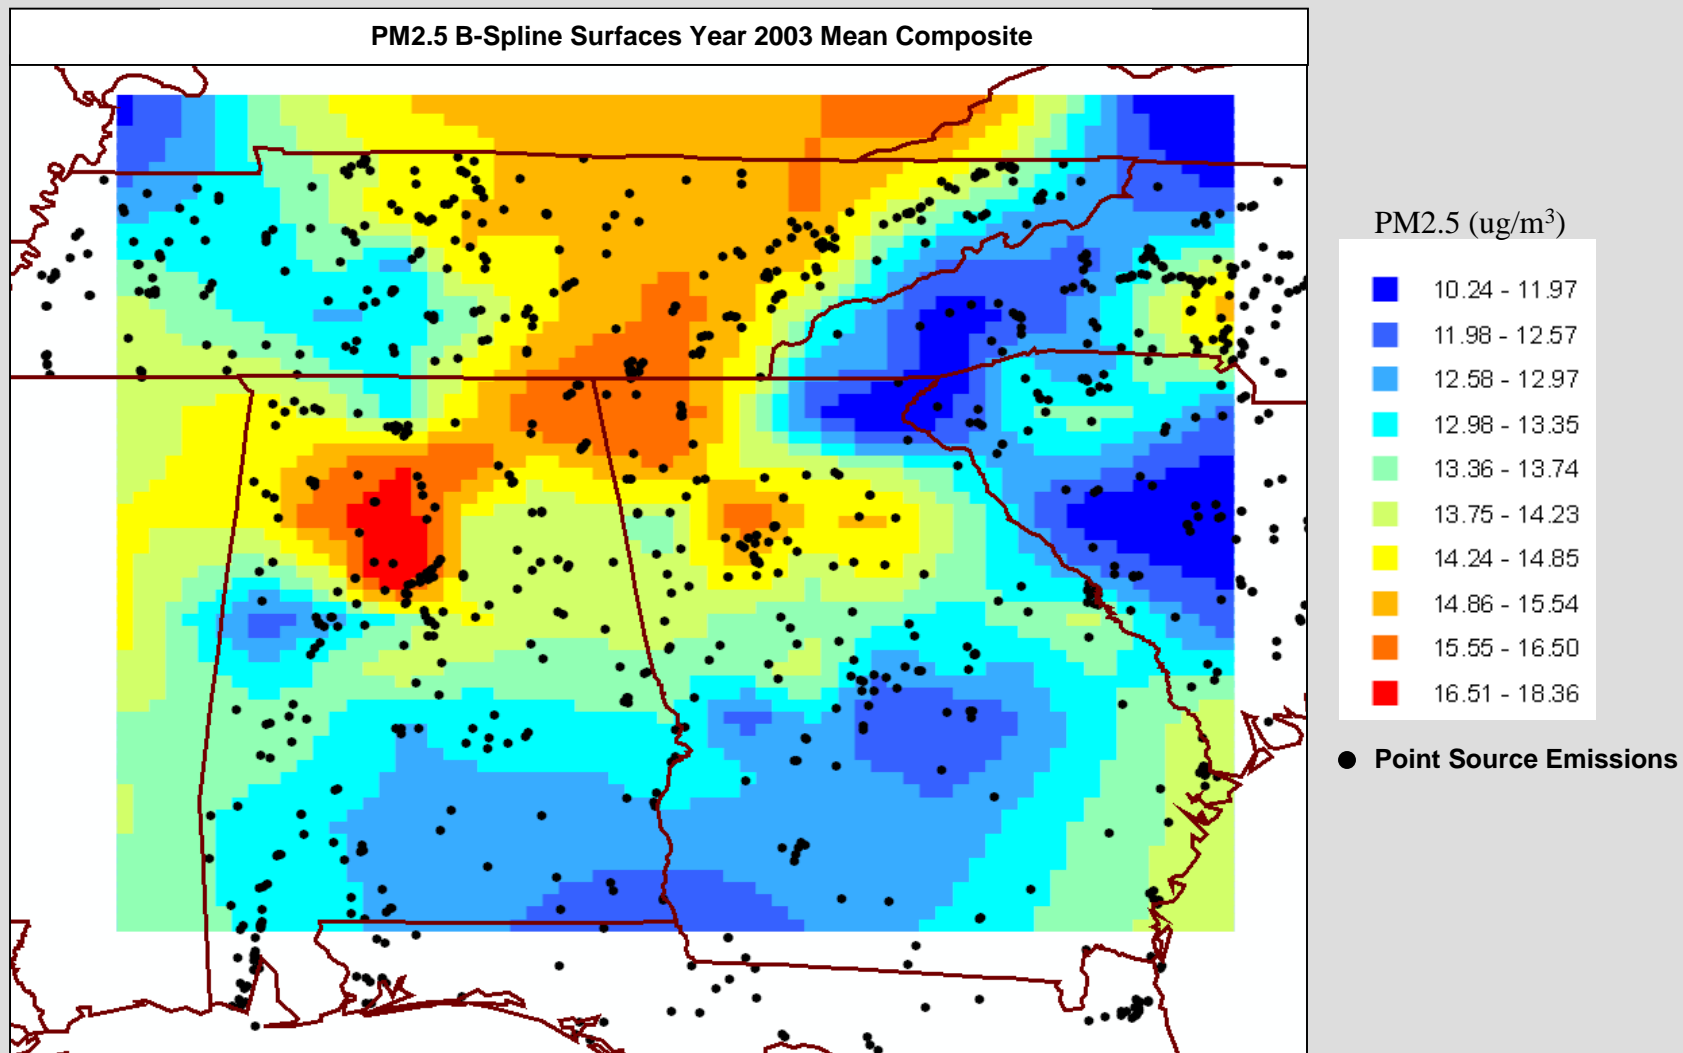 PM2.5 B-Spline Surfaces Year 2003 Mean Composite
PM2.5 (ug/m³)
10.24 - 11.97
11.98 - 12.57
12.58 - 12.97
12.98 - 13.35
13.36 - 13.74
13.75 - 14.23
14.24 - 14.85
14.86 - 15.54
15.55 - 16.50
16.51 - 18.36
Point Source Emissions